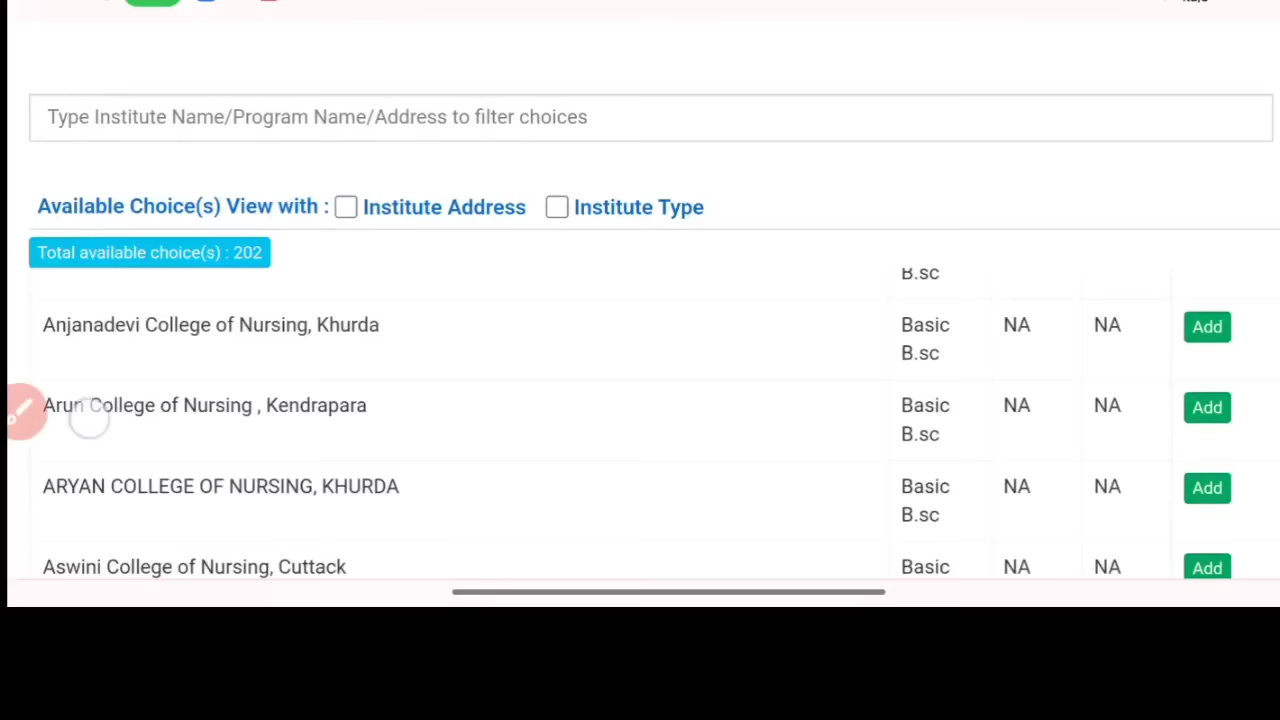 Type Institute Name/Program Name/Address to filter choices
Available Choice(s) View with : Institute Address Institute Type
Total available choice(s) : 202
B.sc
Anjanadevi College of Nursing, Khurda Basic NA NA Add
B.sc
Arun College of Nursing , Kendrapara Basic NA NA Add
B.sc
ARYAN COLLEGE OF NURSING, KHURDA Basic NA NA Add
B.sc
Aswini College of Nursing, Cuttack Basic NA NA Add